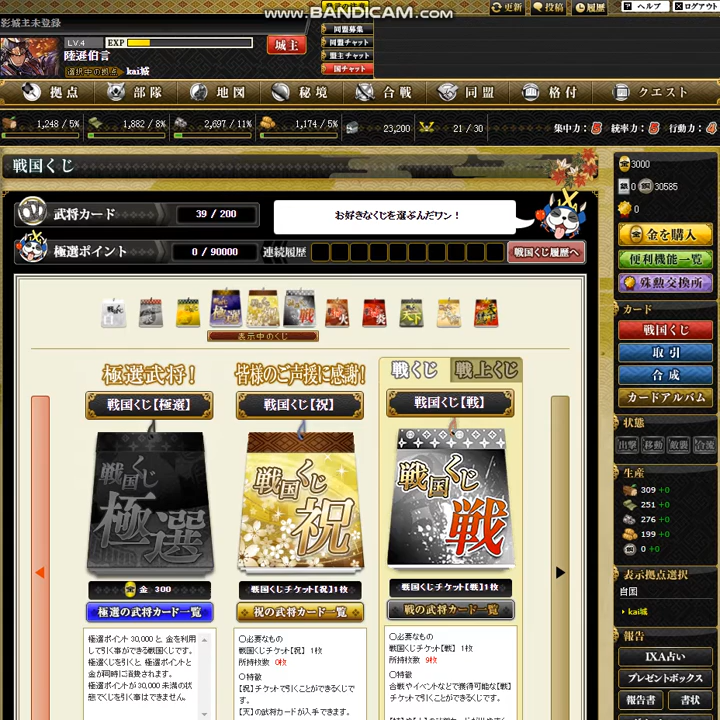 www.BANDICAM.com
更新
投稿
履歴
ヘルプ
ログアウト
影城主未登録
LV.4
EXP
城主
陸遜伯言
選択中の拠点
kai城
同盟募集
同盟チャット
盟主チャット
国チャット
拠点
部隊
地図
秘境
合戦
同盟
格付
クエスト
1,248 / 5%
1,882 / 8%
2,697 / 11%
1,174 / 5%
23,200
21 / 30
集中力：5
統率力：5
行動力：4
戦国くじ
武将カード
39 / 200
お好きなくじを選ぶんだワン！
極選ポイント
0 / 90000
連続履歴
戦国くじ履歴へ
表示中のくじ
極選武将！
皆様のご声援に感謝！
戦くじ
戦上くじ
戦国くじ【極選】
戦国くじ【祝】
戦国くじ【戦】
戦国くじ
極選
戦国くじ
祝
戦国くじ
戦
金 300
戦国くじチケット【祝】1枚
戦国くじチケット【戦】1枚
極選の武将カード一覧
祝の武将カード一覧
戦の武将カード一覧
極選ポイント 30,000 と、金を利用
して引く事ができる戦国くじです。
極選くじを引くと、極選ポイントと
金が同時に消費されます。
極選ポイントが30,000 未満の状
態でくじを引く事はできません。
○必要なもの
戦国くじチケット【祝】 1枚
所持枚数 0枚
○特徴
【祝】チケットで引くことができるくじで
す。
【天】の武将カードが入手できます。
○必要なもの
戦国くじチケット【戦】 1枚
所持枚数 9枚
○特徴
合戦やイベントなどで獲得可能な【戦】
チケットで引くことができるくじです。
3000
0
30585
0
金を購入
便利機能一覧
殊勲交換所
カード
戦国くじ
取引
合成
カードアルバム
状態
出撃
移動
敵襲
合流
生産
309 +0
251 +0
276 +0
199 +0
0 +0
表示拠点選択
自国
kai城
報告
IXA占い
プレゼントボックス
報告書
書状